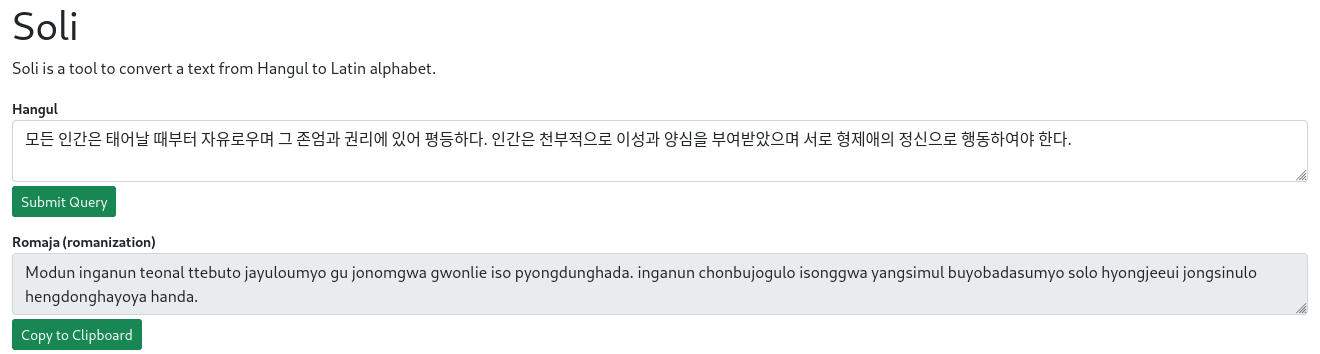 Soli
Soli is a tool to convert a text from Hangul to Latin alphabet.
Hangul
모든 인간은 태어날 때부터 자유로우며 그 존엄과 권리에 있어 평등하다. 인간은 천부적으로 이성과 양심을 부여받았으며 서로 형제애의 정신으로 행동하여야 한다.
Submit Query
Romaja (romanization)
Modun inganun teonal ttebuto jayuloumyo gu jonomgwa gwonlie iso pyongdunghada. inganun chonbujogulo isonggwa yangsimul buyobadasumyo solo hyongjeeui jongsinulo
hengdonghayoya handa.
Copy to Clipboard